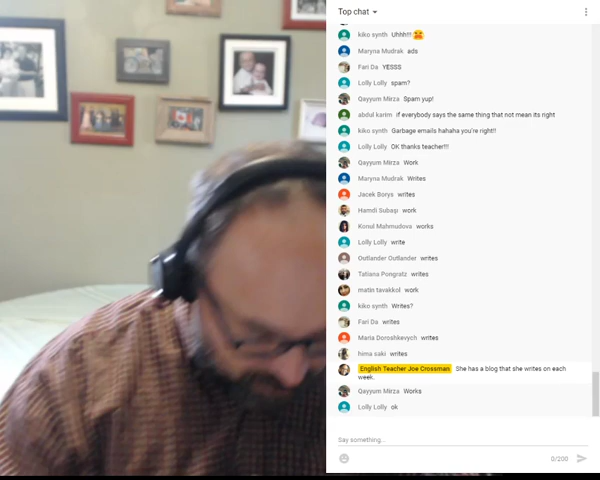 Top chat
kiko synth Uhhh!!!
Maryna Mudrak ads
Fari Da YESSS
Lolly Lolly spam?
Qayyum Mirza Spam yup!
abdul karim if everybody says the same thing that not mean its right
kiko synth Garbage emails hahaha you're right!!
Lolly Lolly OK thanks teacher!!!
Qayyum Mirza Work
Maryna Mudrak Writes
Jacek Borys writes
Hamdi Subaşı work
Konul Mahmudova works
Lolly Lolly write
Outlander Outlander writes
Tatiana Pongratz writes
matin tavakkol work
kiko synth Writes?
Fari Da writes
Maria Doroshkevych writes
hima saki writes
English Teacher Joe Crossman She has a blog that she writes on each
week.
Qayyum Mirza Works
Lolly Lolly ok
Say something...
0/200